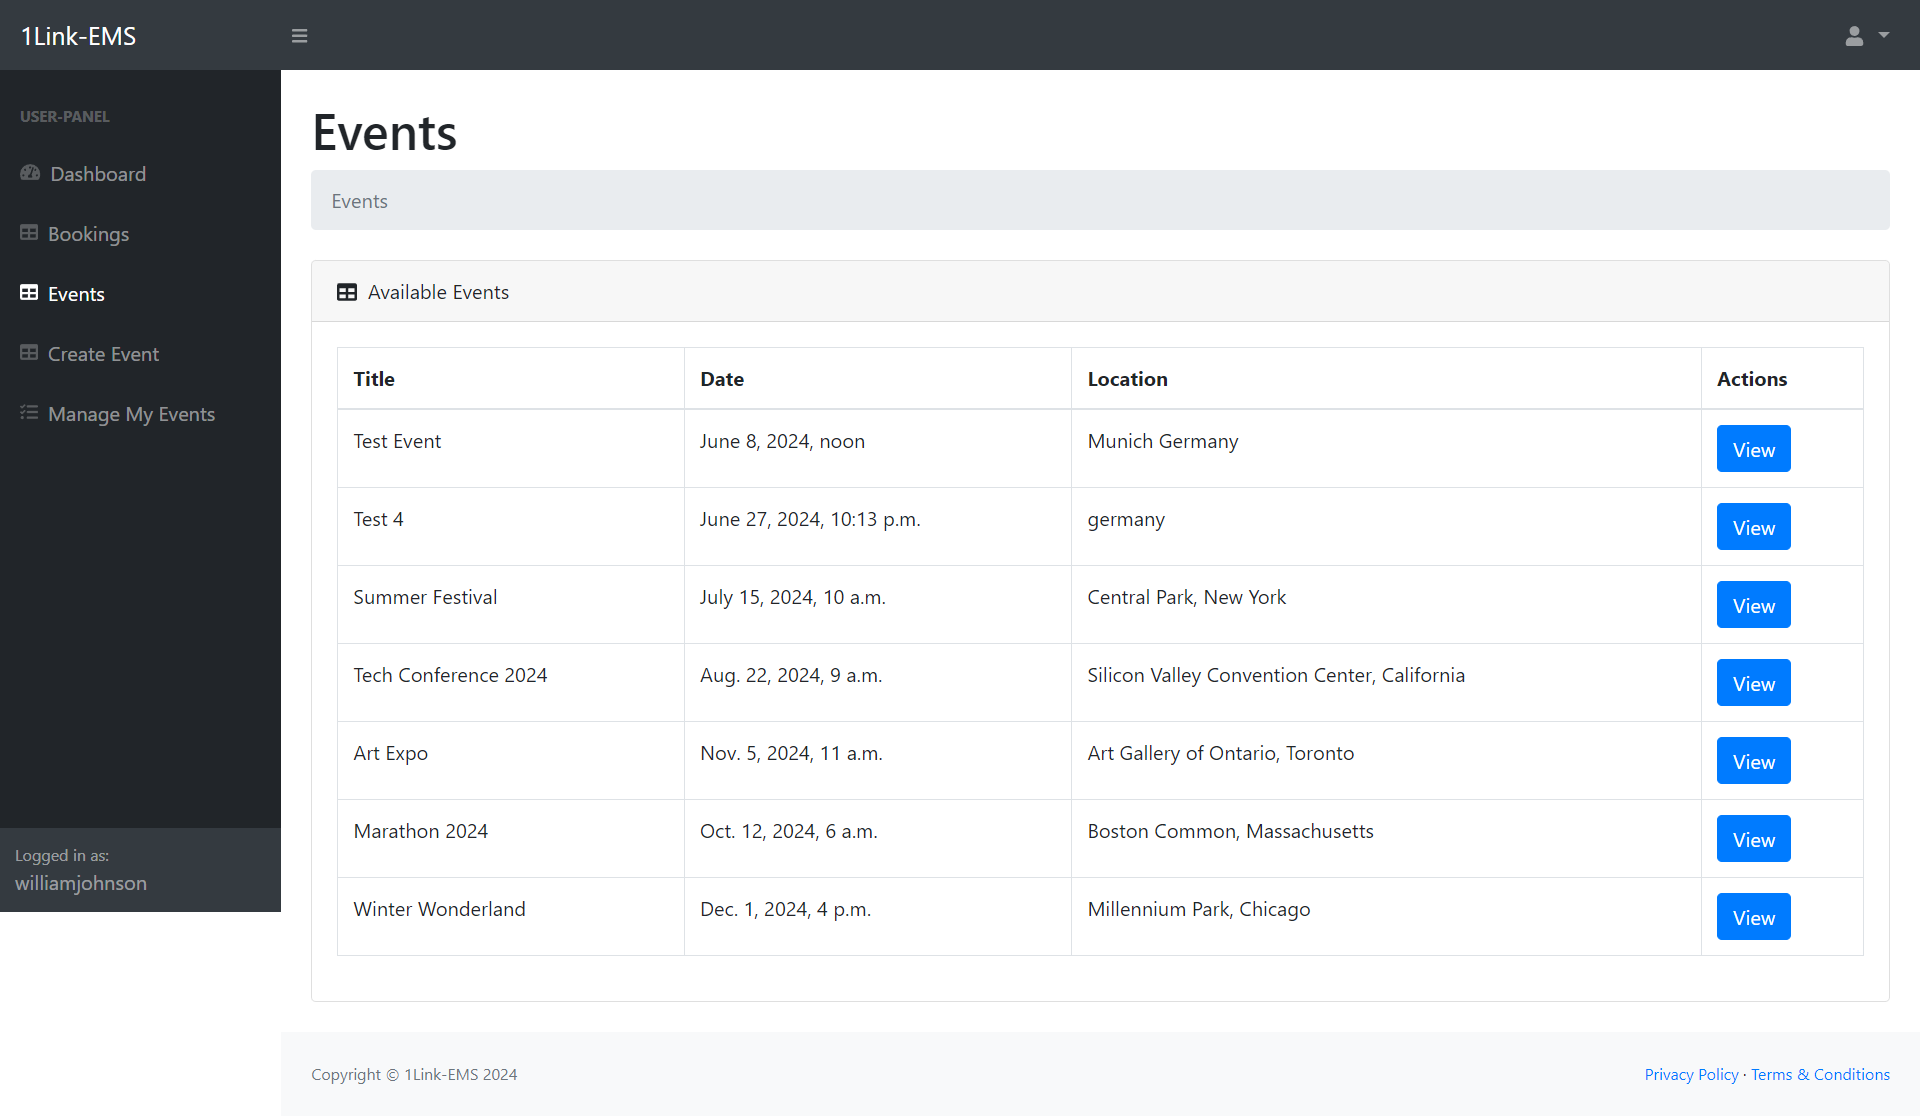 1Link-EMS
USER-PANEL
Dashboard
Bookings
Events
Create Event
Manage My Events
Logged in as:
williamjohnson
Events
Events
Available Events
Title Date Location Actions
Test Event June 8, 2024, noon Munich Germany View
Test 4 June 27, 2024, 10:13 p.m. germany View
Summer Festival July 15, 2024, 10 a.m. Central Park, New York View
Tech Conference 2024 Aug. 22, 2024, 9 a.m. Silicon Valley Convention Center, California View
Art Expo Nov. 5, 2024, 11 a.m. Art Gallery of Ontario, Toronto View
Marathon 2024 Oct. 12, 2024, 6 a.m. Boston Common, Massachusetts View
Winter Wonderland Dec. 1, 2024, 4 p.m. Millennium Park, Chicago View
Copyright © 1Link-EMS 2024 Privacy Policy · Terms & Conditions